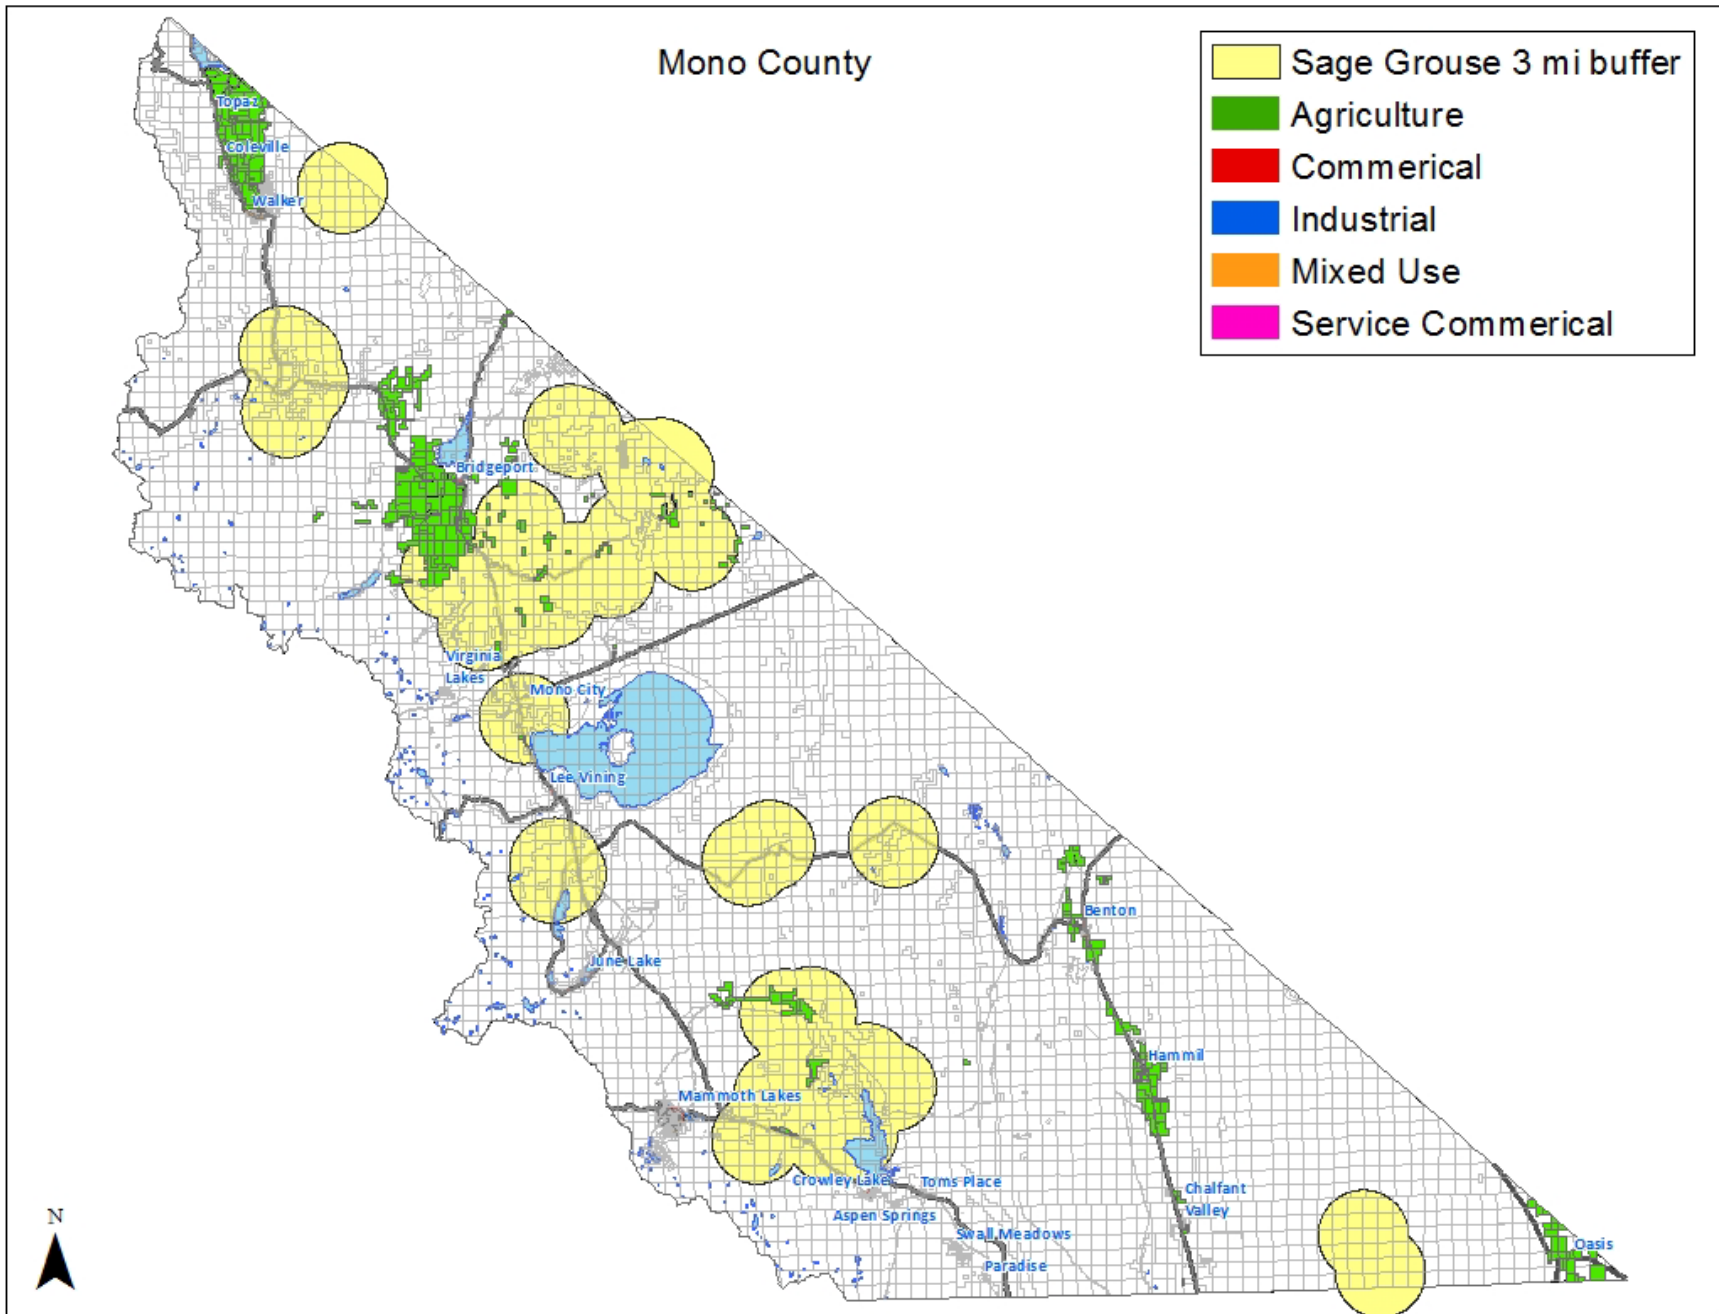 Mono County
Sage Grouse 3 mi buffer
Agriculture
Commerical
Industrial
Mixed Use
Service Commerical
Topaz
Coleville
Walker
Bridgeport
Virginia
Lakes
Mono City
Lee Vining
June Lake
Benton
Hammil
Mammoth Lakes
Crowley Lake
Toms Place
Aspen Springs
Chalfant
Valley
Swall Meadows
Paradise
Oasis
N